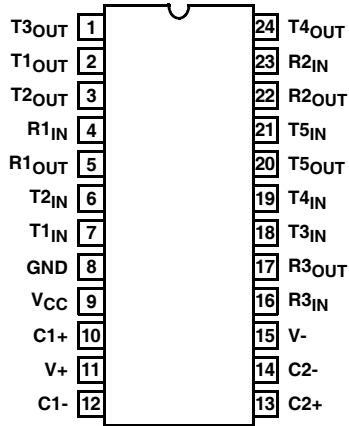 T3OUT 1 24 T4OUT
T1OUT 2 23 R2IN
T2OUT 3 22 R2OUT
R1IN 4 21 T5IN
R1OUT 5 20 T5OUT
T2IN 6 19 T4IN
T1IN 7 18 T3IN
GND 8 17 R3OUT
VCC 9 16 R3IN
C1+ 10 15 V-
V+ 11 14 C2-
C1- 12 13 C2+